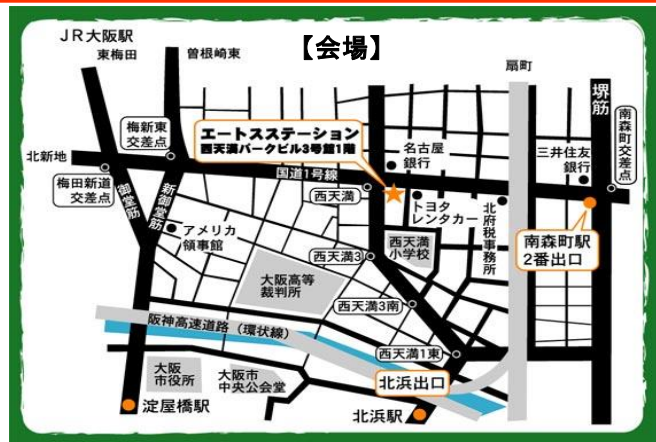 【会場】
JR大阪駅
東梅田
曽根崎東
扇町
堺筋
南森町交差点
梅新東
交差点
エートスステーション
西天満パークビル3号館1階
名古屋
銀行
三井住友
銀行
北新地
国道1号線
梅田新道
交差点
御堂筋
新御堂筋
西天満
トヨタ
レンタカー
北府税事務所
アメリカ
領事館
西天満
小学校
南森町駅
2番出口
西天満3
大阪高等
裁判所
西天満3南
阪神高速道路（環状線）
西天満1東
大阪
市役所
大阪市
中央公会堂
北浜出口
淀屋橋駅
北浜駅